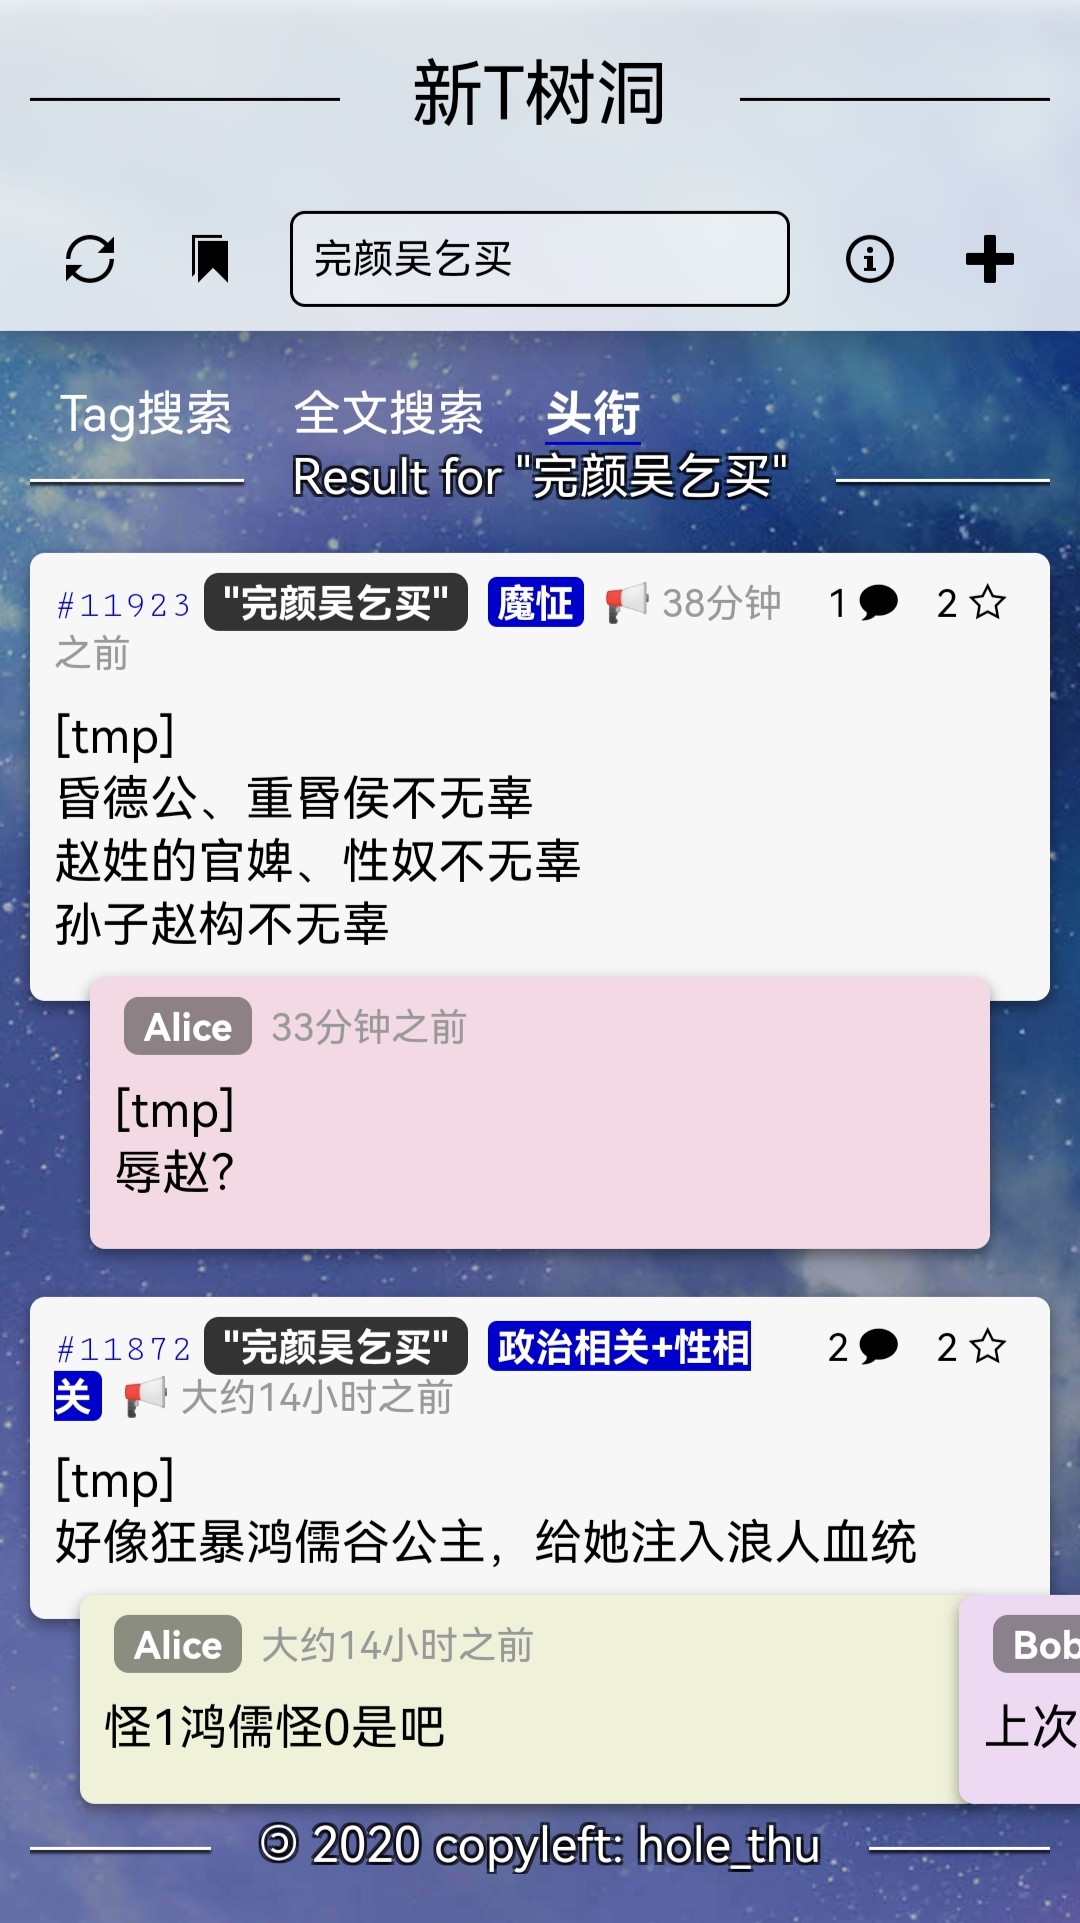 新T树洞
完颜吴乞买
Tag搜索 全文搜索 头衔
Result for "完颜吴乞买"
#11923 "完颜吴乞买" 魔怔 38分钟 1 2
之前
[tmp]
昏德公、重昬侯不无辜
赵姓的官婢、性奴不无辜
孙子赵构不无辜
Alice 33分钟之前
[tmp]
辱赵?
#11872 "完颜吴乞买" 政治相关+性相 2 2
关 大约14小时之前
[tmp]
好像狂暴鸿儒谷公主，给她注入浪人血统
Alice 大约14小时之前 Bob
怪1鸿儒怪0是吧 上次
🄯 2020 copyleft: hole_thu